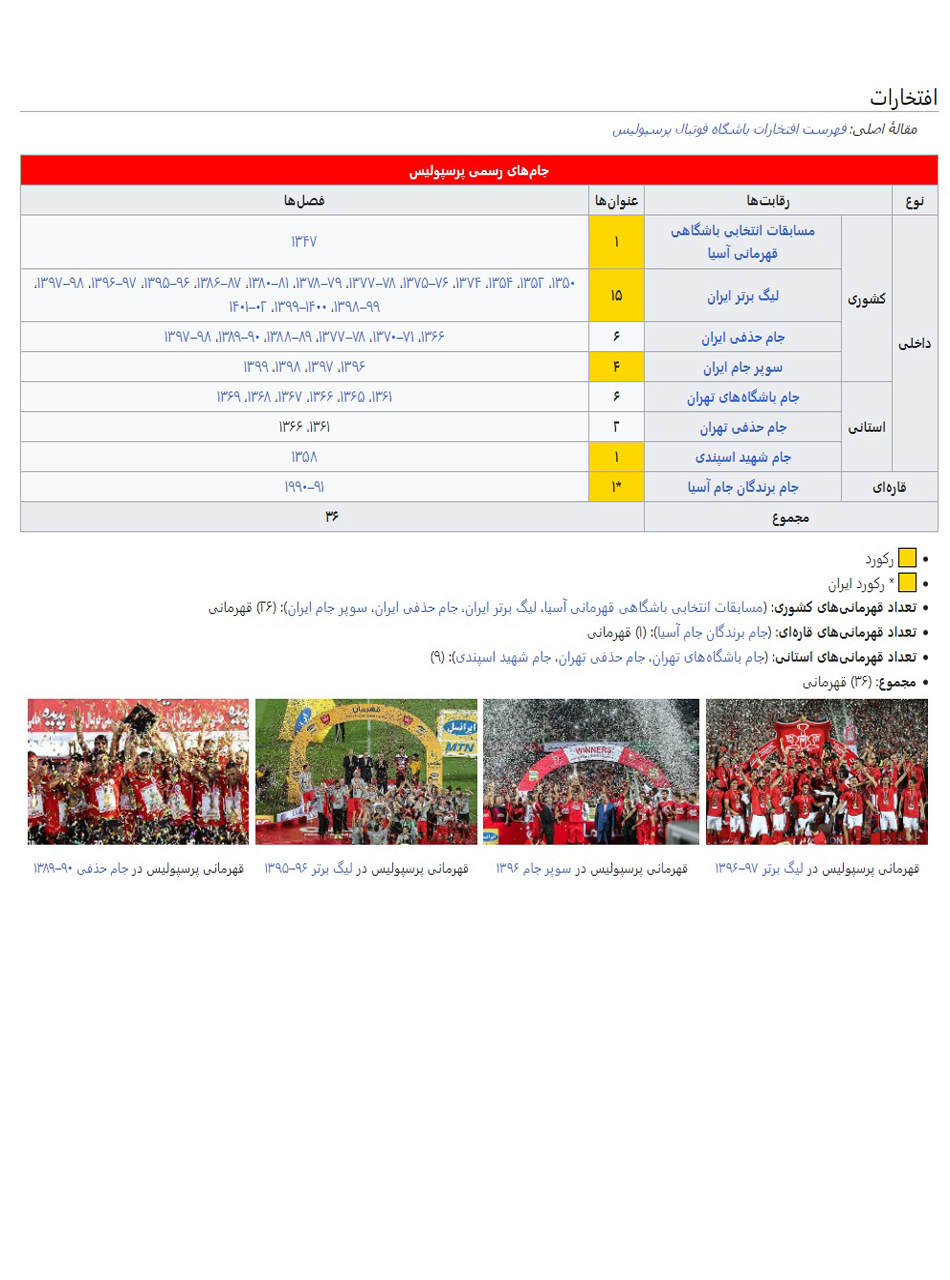 افتخارات
مقالهٔ اصلی: فهرست افتخارات باشگاه فوتبال پرسپولیس
جام‌های رسمی پرسپولیس
نوع رقابت‌ها عنوان‌ها فصل‌ها
داخلی کشوری مسابقات انتخابی باشگاهی قهرمانی آسیا ۱ ۱۳۴۷
لیگ برتر ایران ۱۵ ۱۳۵۰، ۱۳۵۲، ۱۳۵۴، ۱۳۷۴، ۷۶–۱۳۷۵، ۷۸–۱۳۷۷، ۷۹–۱۳۷۸، ۸۱–۱۳۸۰، ۸۷–۱۳۸۶، ۹۶–۱۳۹۵، ۹۷–۱۳۹۶، ۹۸–۱۳۹۷،
۹۹–۱۳۹۸، ۱۴۰۰–۱۳۹۹، ۰۲–۱۴۰۱
جام حذفی ایران ۶ ۱۳۶۶، ۷۱–۱۳۷۰، ۷۸–۱۳۷۷، ۸۹–۱۳۸۸، ۹۰–۱۳۸۹، ۹۸–۱۳۹۷
سوپر جام ایران ۴ ۱۳۹۶، ۱۳۹۷، ۱۳۹۸، ۱۳۹۹
استانی جام باشگاه‌های تهران ۶ ۱۳۶۱، ۱۳۶۵، ۱۳۶۶، ۱۳۶۷، ۱۳۶۸، ۱۳۶۹
جام حذفی تهران ۲ ۱۳۶۱، ۱۳۶۶
جام شهید اسپندی ۱ ۱۳۵۸
قاره‌ای جام برندگان جام آسیا ۱* ۹۱–۱۹۹۰
مجموع ۳۶
• رکورد
• * رکورد ایران
• تعداد قهرمانی‌های کشوری: (مسابقات انتخابی باشگاهی قهرمانی آسیا، لیگ برتر ایران، جام حذفی ایران، سوپر جام ایران): (۲۶) قهرمانی
• تعداد قهرمانی‌های قاره‌ای: (جام برندگان جام آسیا): (۱) قهرمانی
• تعداد قهرمانی‌های استانی: (جام باشگاه‌های تهران، جام حذفی تهران، جام شهید اسپندی): (۹)
• مجموع: (۳۶) قهرمانی
WINNERS
قهرمان
ایرانسل
MTN
پدیده
قهرمانی پرسپولیس در لیگ برتر ۹۷–۱۳۹۶
قهرمانی پرسپولیس در سوپر جام ۱۳۹۶
قهرمانی پرسپولیس در لیگ برتر ۹۶–۱۳۹۵
قهرمانی پرسپولیس در جام حذفی ۹۰–۱۳۸۹